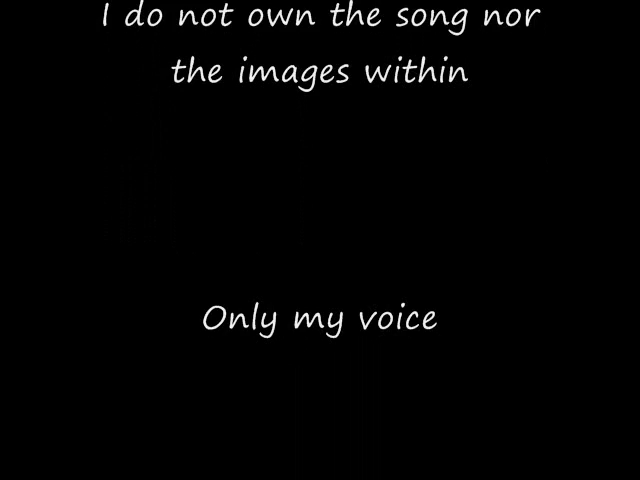 I do not own the song nor
the images within
Only my voice